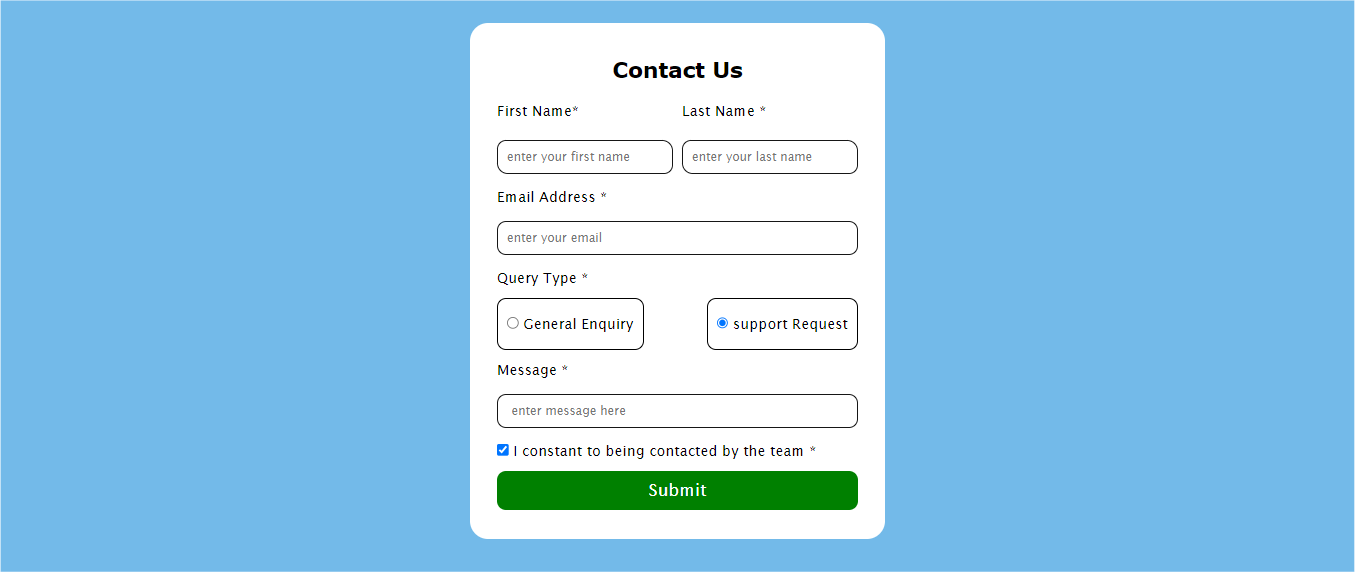 Contact Us
First Name* Last Name *
enter your first name enter your last name
Email Address *
enter your email
Query Type *
General Enquiry support Request
Message *
enter message here
I constant to being contacted by the team *
Submit